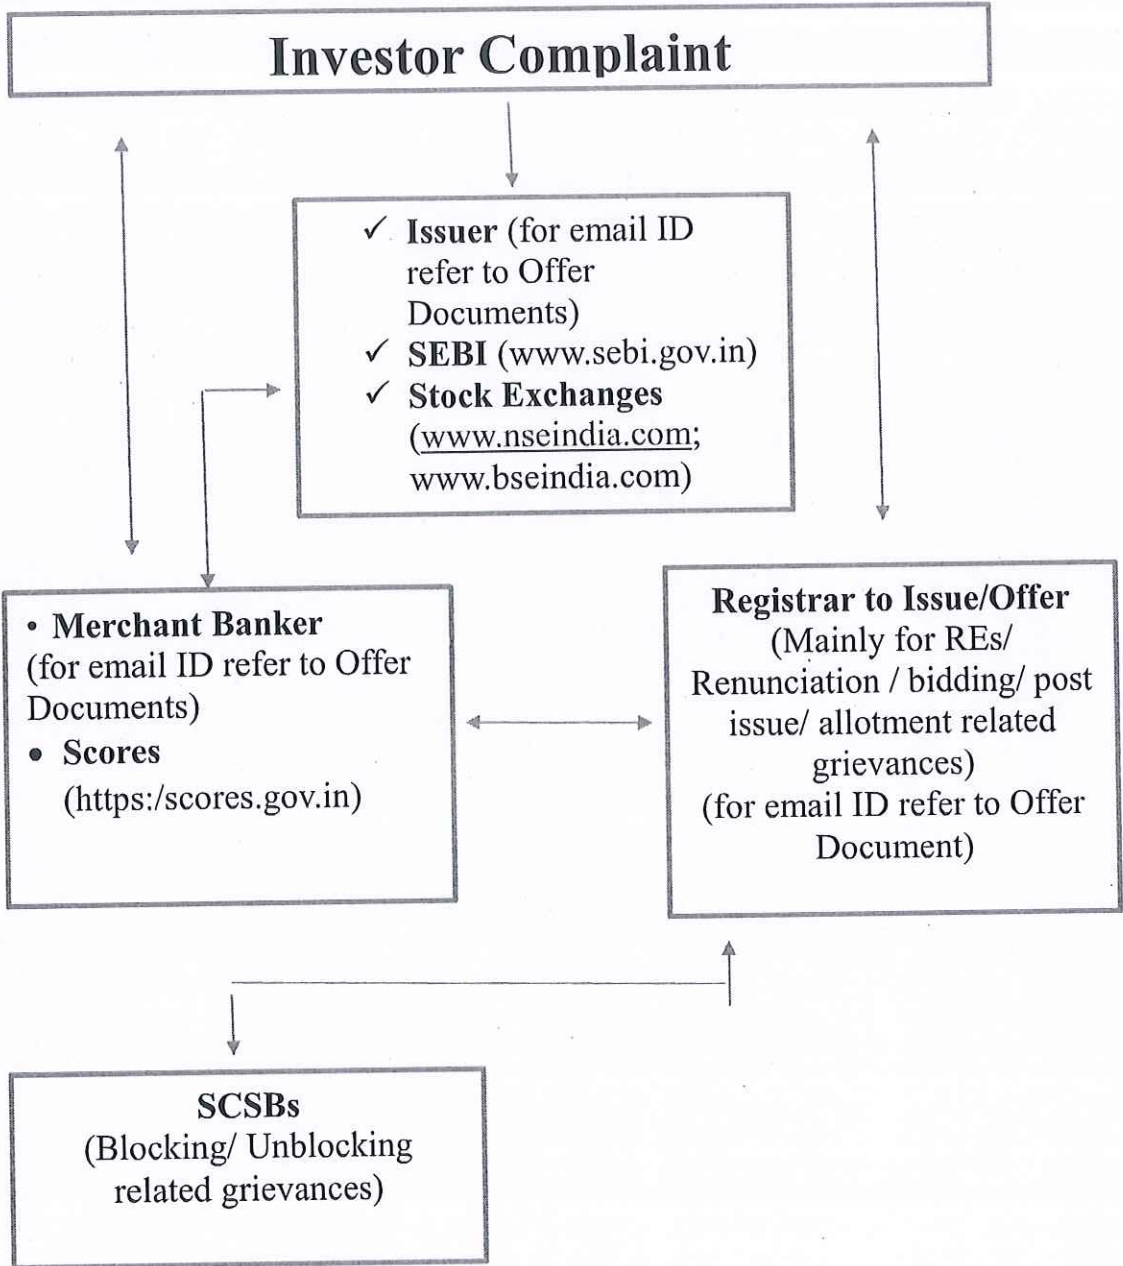 Investor Complaint
✓ Issuer (for email ID
refer to Offer
Documents)
✓ SEBI (www.sebi.gov.in)
✓ Stock Exchanges
(www.nseindia.com;
www.bseindia.com)
• Merchant Banker
(for email ID refer to Offer
Documents)
• Scores
(https:/scores.gov.in)
Registrar to Issue/Offer
(Mainly for REs/
Renunciation / bidding/ post
issue/ allotment related
grievances)
(for email ID refer to Offer
Document)
SCSBs
(Blocking/ Unblocking
related grievances)